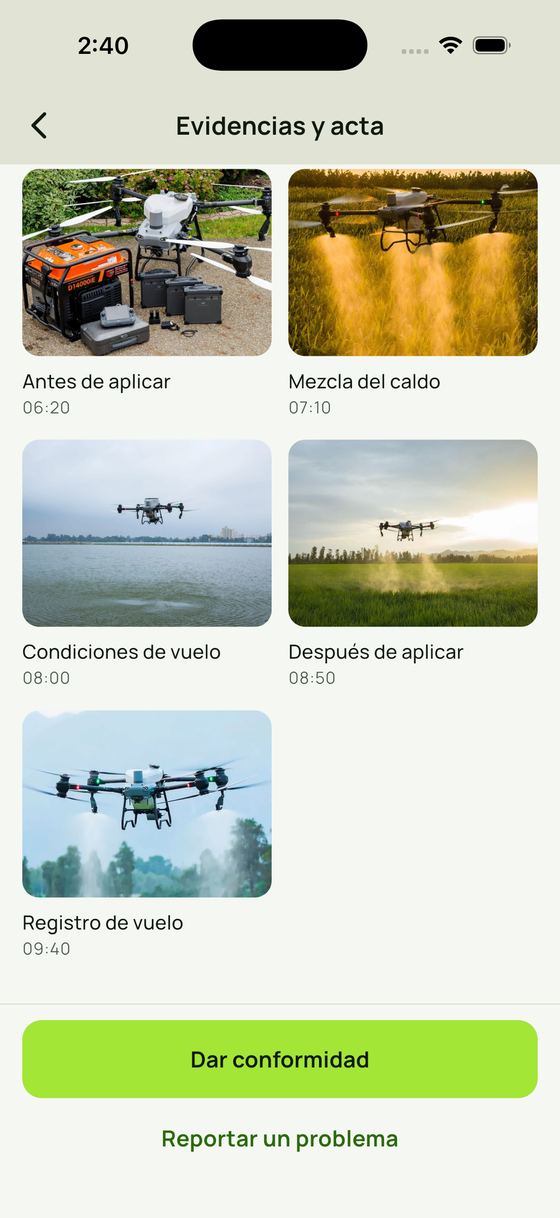 2:40
Evidencias y acta
D14000iE
Antes de aplicar
06:20
Mezcla del caldo
07:10
Condiciones de vuelo
08:00
Después de aplicar
08:50
Registro de vuelo
09:40
Dar conformidad
Reportar un problema